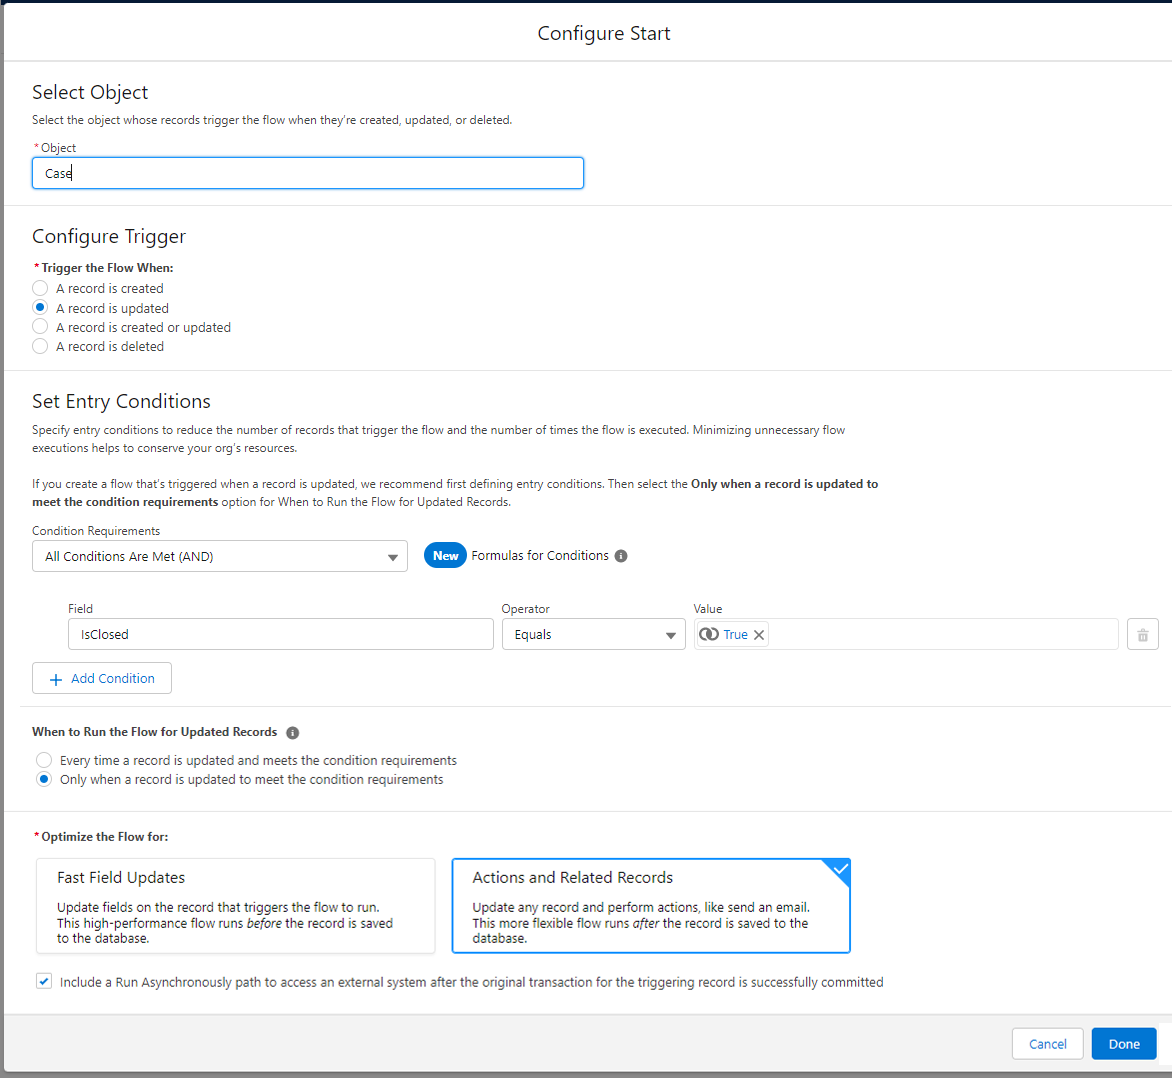 Configure Start
Select Object
Select the object whose records trigger the flow when they're created, updated, or deleted.
*Object
Case
Configure Trigger
*Trigger the Flow When:
A record is created
A record is updated
A record is created or updated
A record is deleted
Set Entry Conditions
Specify entry conditions to reduce the number of records that trigger the flow and the number of times the flow is executed. Minimizing unnecessary flow
executions helps to conserve your org's resources.
If you create a flow that's triggered when a record is updated, we recommend first defining entry conditions. Then select the Only when a record is updated to
meet the condition requirements option for When to Run the Flow for Updated Records.
Condition Requirements
All Conditions Are Met (AND)
New Formulas for Conditions
Field Operator Value
IsClosed Equals True
+ Add Condition
When to Run the Flow for Updated Records
Every time a record is updated and meets the condition requirements
Only when a record is updated to meet the condition requirements
*Optimize the Flow for:
Fast Field Updates
Update fields on the record that triggers the flow to run.
This high-performance flow runs before the record is saved
to the database.
Actions and Related Records
Update any record and perform actions, like send an email.
This more flexible flow runs after the record is saved to the
database.
Include a Run Asynchronously path to access an external system after the original transaction for the triggering record is successfully committed
Cancel Done